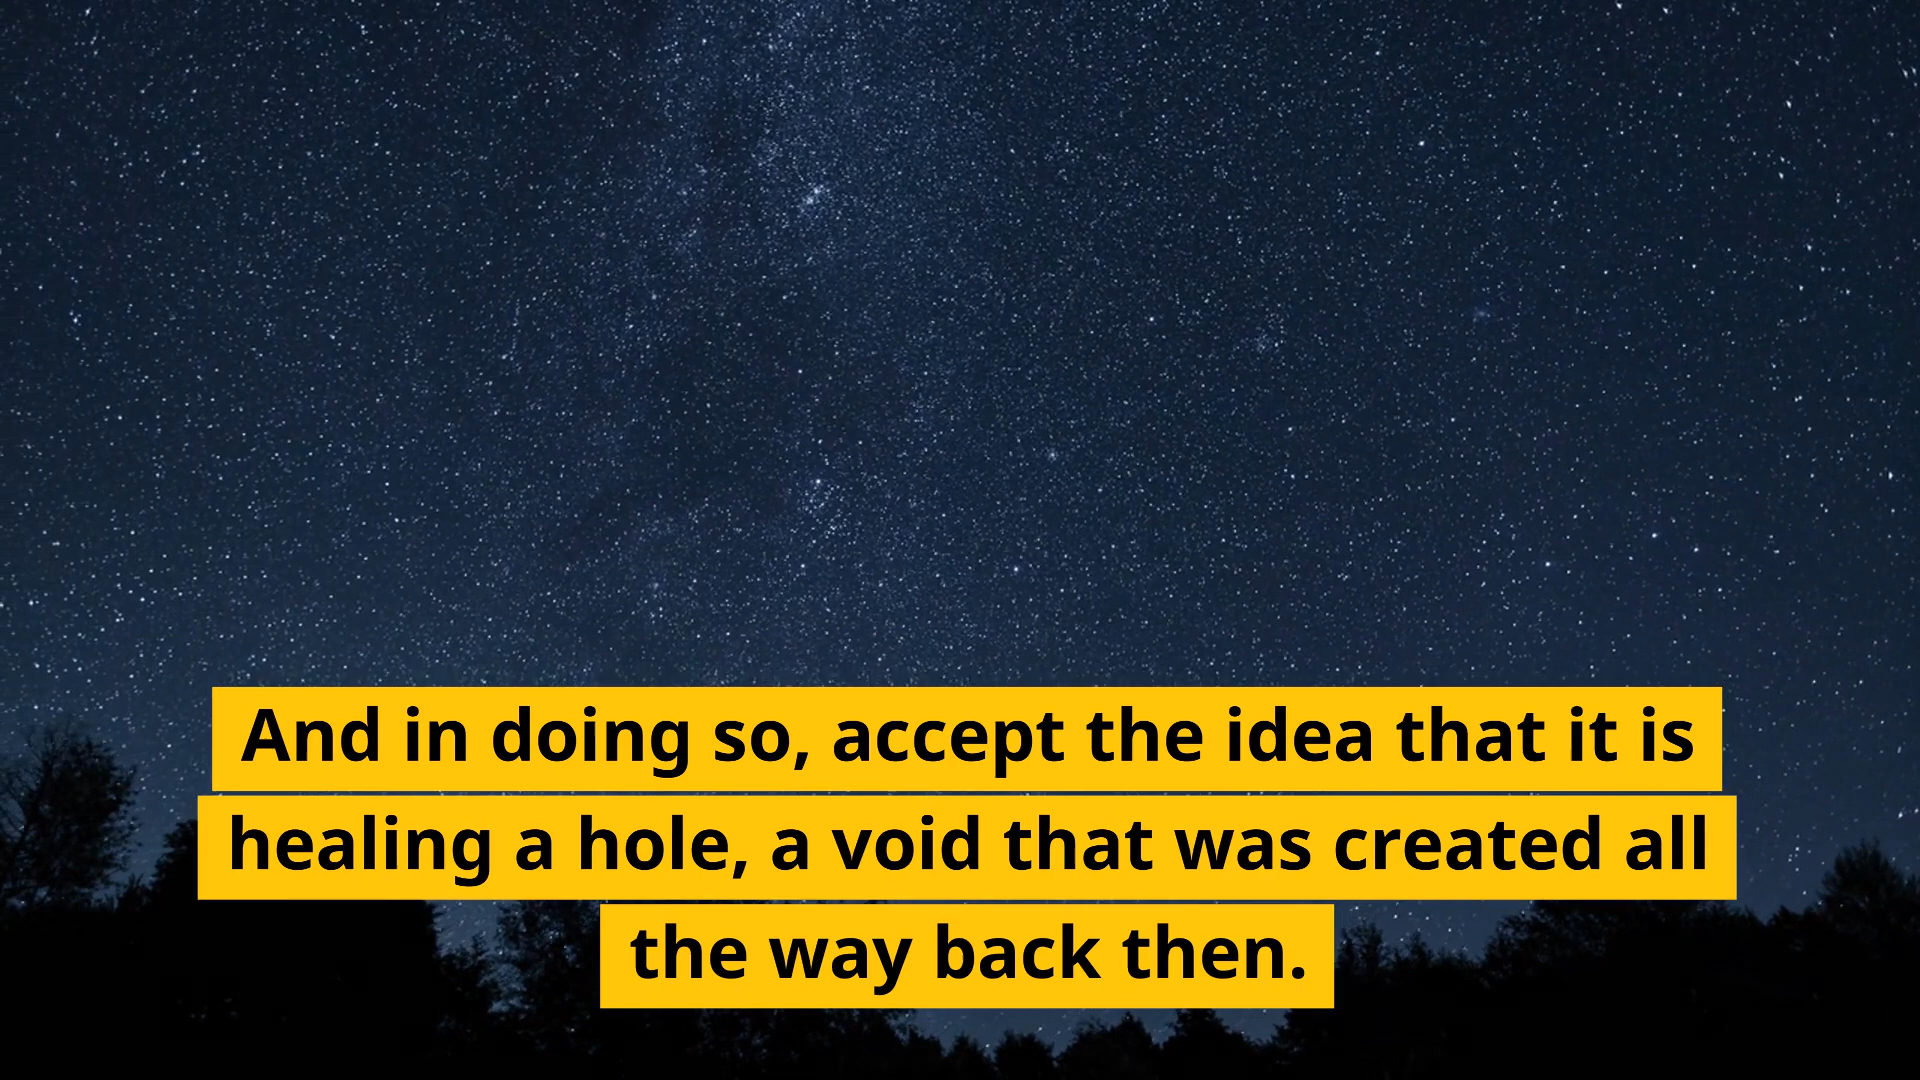 And in doing so, accept the idea that it is
healing a hole, a void that was created all
the way back then.